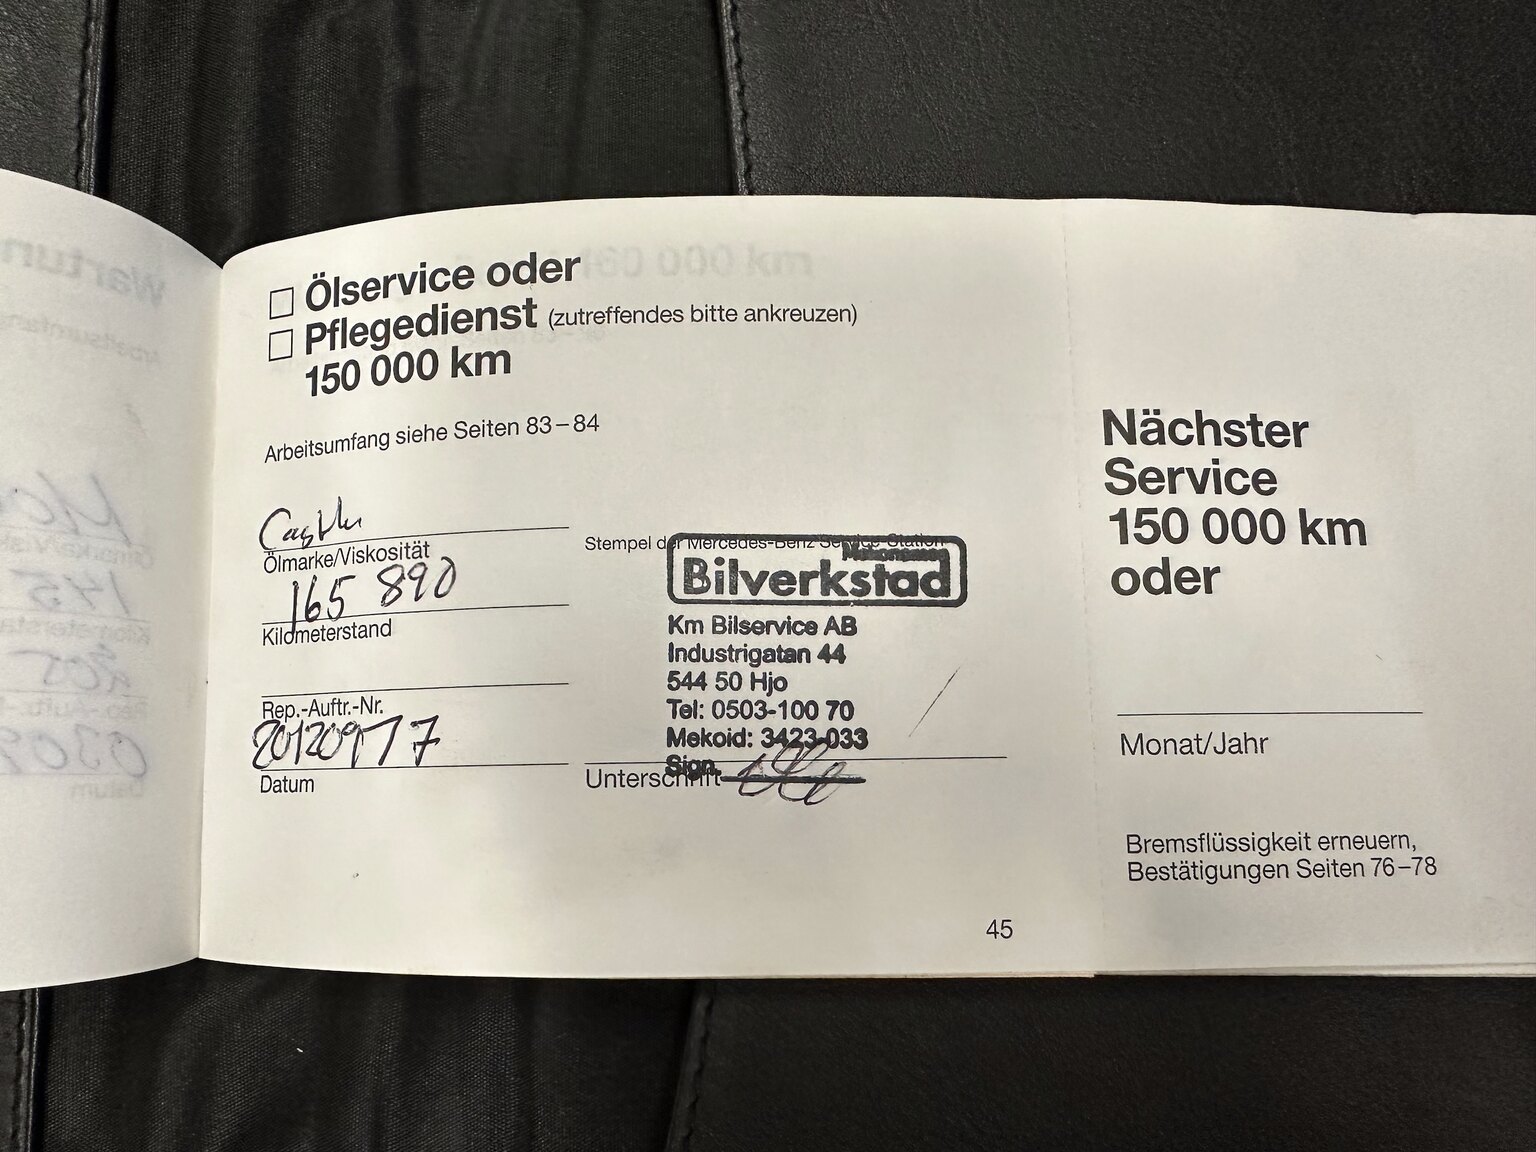 ☐ Ölservice oder
☐ Pflegedienst (zutreffendes bitte ankreuzen)
150 000 km
Arbeitsumfang siehe Seiten 83–84
Ölmarke/Viskosität
165 890
Kilometerstand
Rep.-Auftr.-Nr.
20120917
Datum
Stempel der Mercedes-Benz Service-Station
Bilverkstad
Km Bilservice AB
Industrigatan 44
544 50 Hjo
Tel: 0503-100 70
Mekoid: 3423-033
Sign.
Unterschrift
45
Nächster
Service
150 000 km
oder
Monat/Jahr
Bremsflüssigkeit erneuern,
Bestätigungen Seiten 76–78